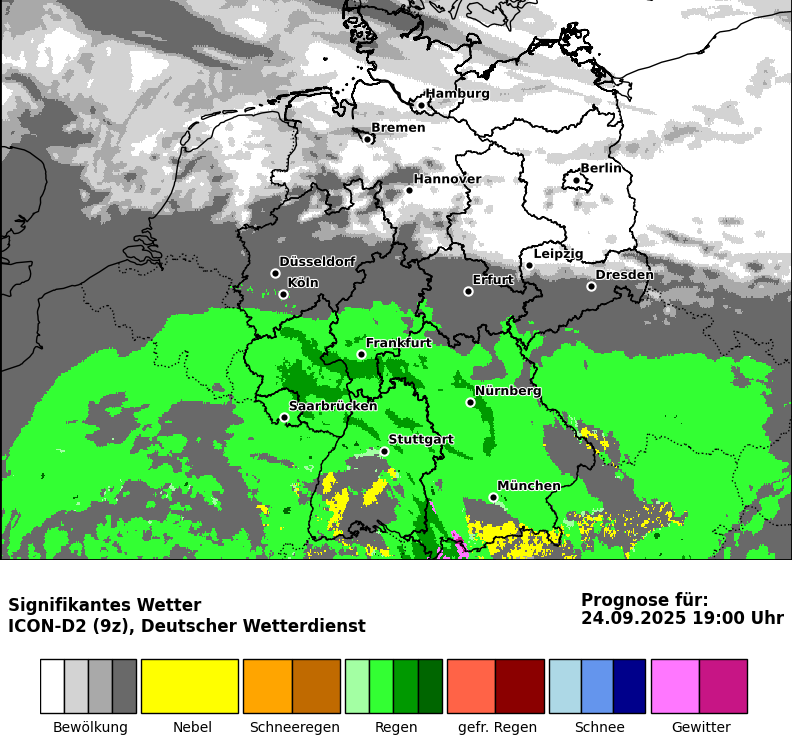 Hamburg
Bremen
Berlin
Hannover
Leipzig
Düsseldorf
Dresden
Köln
Erfurt
Frankfurt
Nürnberg
Saarbrücken
Stuttgart
München
Signifikantes Wetter
ICON-D2 (9z), Deutscher Wetterdienst
Prognose für:
24.09.2025 19:00 Uhr
Bewölkung
Nebel
Schneeregen
Regen
gefr. Regen
Schnee
Gewitter